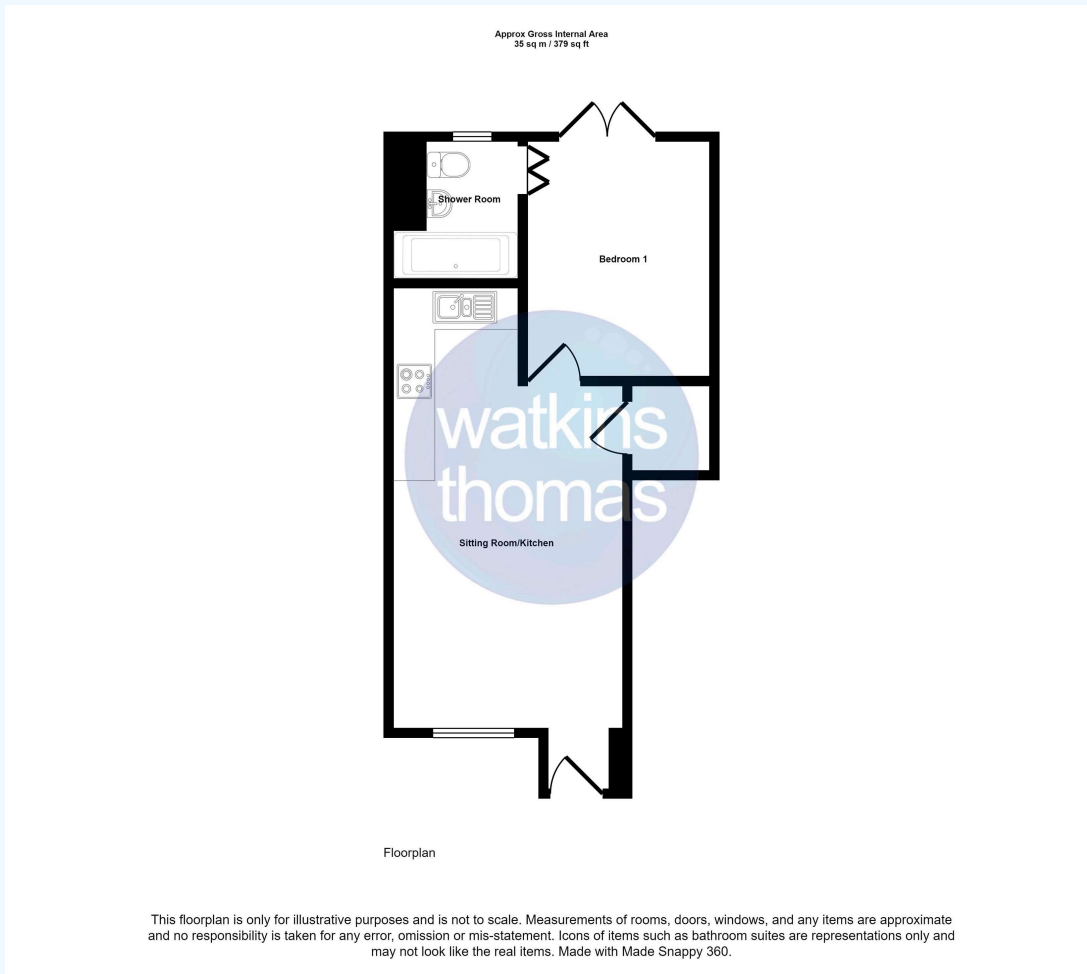 Approx Gross Internal Area
35 sq m / 379 sq ft
Shower Room
Bedroom 1
watkins
thomas
Sitting Room/Kitchen
Floorplan
This floorplan is only for illustrative purposes and is not to scale. Measurements of rooms, doors, windows, and any items are approximate
and no responsibility is taken for any error, omission or mis-statement. Icons of items such as bathroom suites are representations only and
may not look like the real items. Made with Made Snappy 360.